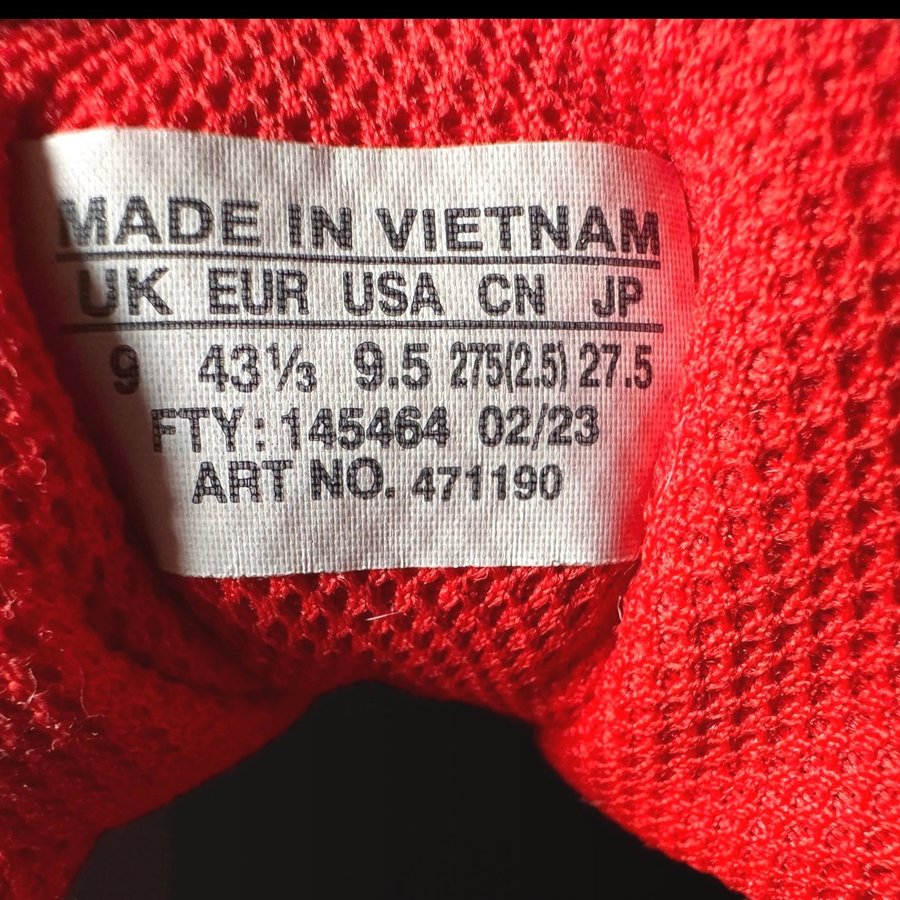 MADE IN VIETNAM
UK EUR USA CN JP
9 43⅓ 9.5 275(2.5) 27.5
FTY: 145464 02/23
ART NO. 471190